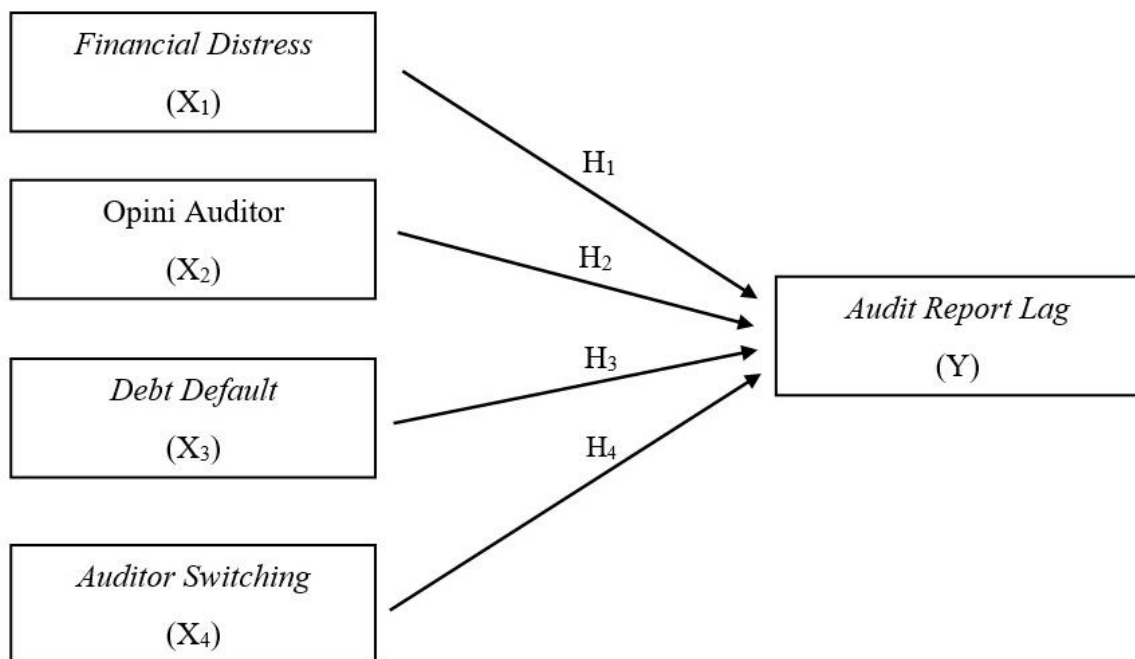 Financial Distress
(X₁)
H₁
Opini Auditor
(X₂)
H₂
Audit Report Lag
(Y)
Debt Default
(X₃)
H₃
H₄
Auditor Switching
(X₄)